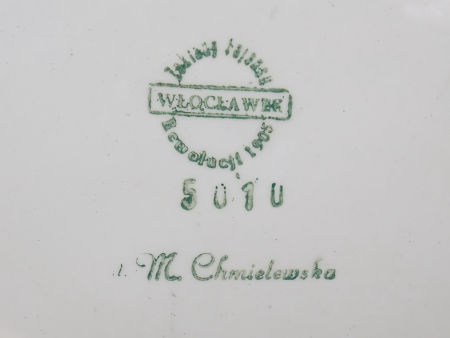 Zakłady Fajansu
WŁOCŁAWEK
Rewolucji 1905
5010
M. Chmielewska